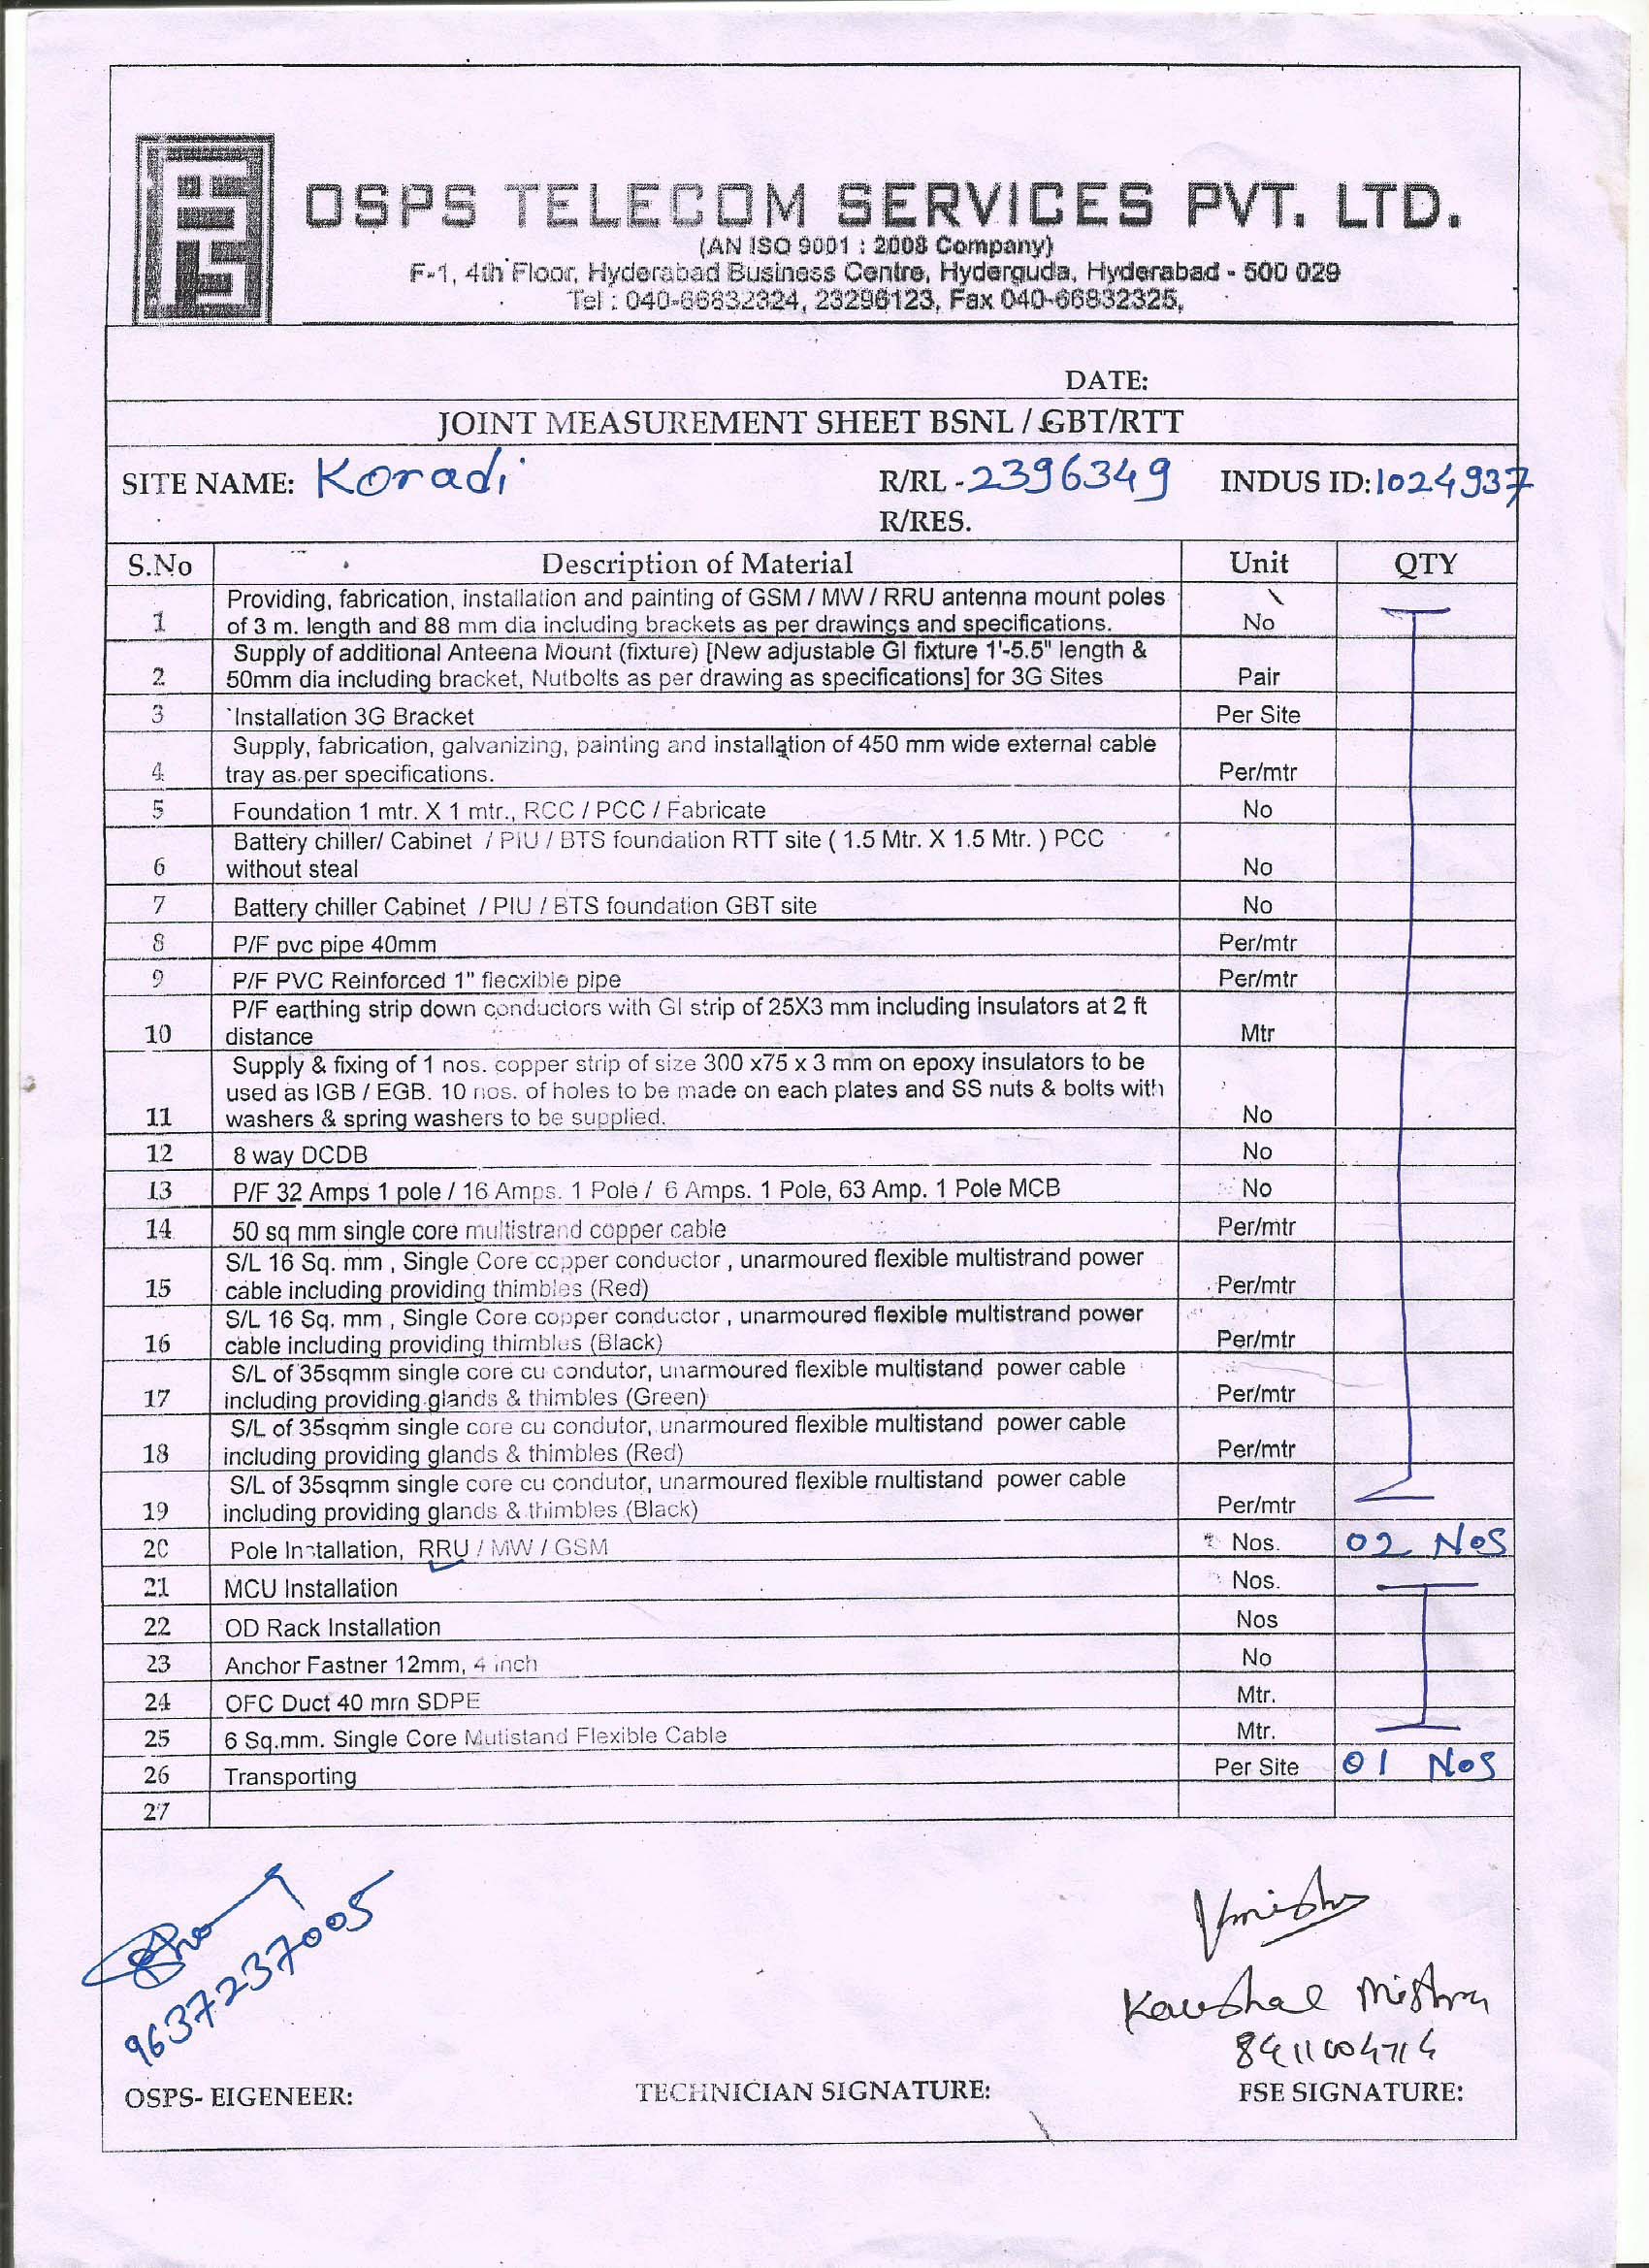 OSPS TELECOM SERVICES PVT. LTD.
(AN ISO 9001 : 2008 Company)
F-1, 4th Floor, Hyderabad Business Centre, Hyderguda, Hyderabad - 500 029
Tel : 040-66832324, 23296123, Fax 040-66832325,
DATE:
JOINT MEASUREMENT SHEET BSNL / GBT/RTT
SITE NAME: Koradi R/RL - 2396349 INDUS ID: 1024937
R/RES.
S.No Description of Material Unit QTY
Providing, fabrication, installation and painting of GSM / MW / RRU antenna mount poles
1 of 3 m. length and 88 mm dia including brackets as per drawings and specifications. No
Supply of additional Anteena Mount (fixture) [New adjustable GI fixture 1'-5.5" length &
2 50mm dia including bracket, Nutbolts as per drawing as specifications] for 3G Sites Pair
3 Installation 3G Bracket Per Site
Supply, fabrication, galvanizing, painting and installation of 450 mm wide external cable
4 tray as per specifications. Per/mtr
5 Foundation 1 mtr. X 1 mtr., RCC / PCC / Fabricate No
Battery chiller/ Cabinet / PIU / BTS foundation RTT site ( 1.5 Mtr. X 1.5 Mtr. ) PCC
6 without steal No
7 Battery chiller Cabinet / PIU / BTS foundation GBT site No
8 P/F pvc pipe 40mm Per/mtr
9 P/F PVC Reinforced 1" flecxible pipe Per/mtr
P/F earthing strip down conductors with GI strip of 25X3 mm including insulators at 2 ft
10 distance Mtr
Supply & fixing of 1 nos. copper strip of size 300 x75 x 3 mm on epoxy insulators to be
used as IGB / EGB. 10 nos. of holes to be made on each plates and SS nuts & bolts with
11 washers & spring washers to be supplied. No
12 8 way DCDB No
13 P/F 32 Amps 1 pole / 16 Amps. 1 Pole / 6 Amps. 1 Pole, 63 Amp. 1 Pole MCB No
14 50 sq mm single core multistrand copper cable Per/mtr
S/L 16 Sq. mm , Single Core copper conductor , unarmoured flexible multistrand power
15 cable including providing thimbles (Red) Per/mtr
S/L 16 Sq. mm , Single Core copper conductor , unarmoured flexible multistrand power
16 cable including providing thimbles (Black) Per/mtr
S/L of 35sqmm single core cu condutor, unarmoured flexible multistand power cable
17 including providing glands & thimbles (Green) Per/mtr
S/L of 35sqmm single core cu condutor, unarmoured flexible multistand power cable
18 including providing glands & thimbles (Red) Per/mtr
S/L of 35sqmm single core cu condutor, unarmoured flexible multistand power cable
19 including providing glands & thimbles (Black) Per/mtr
20 Pole Installation, RRU / MW / GSM Nos. 02 Nos
21 MCU Installation Nos.
22 OD Rack Installation Nos
23 Anchor Fastner 12mm, 4 inch No
24 OFC Duct 40 mm SDPE Mtr.
25 6 Sq.mm. Single Core Mutistand Flexible Cable Mtr.
26 Transporting Per Site 01 Nos
27
9637237005
Kaushal Mishra
OSPS- EIGENEER: TECHNICIAN SIGNATURE: FSE SIGNATURE: